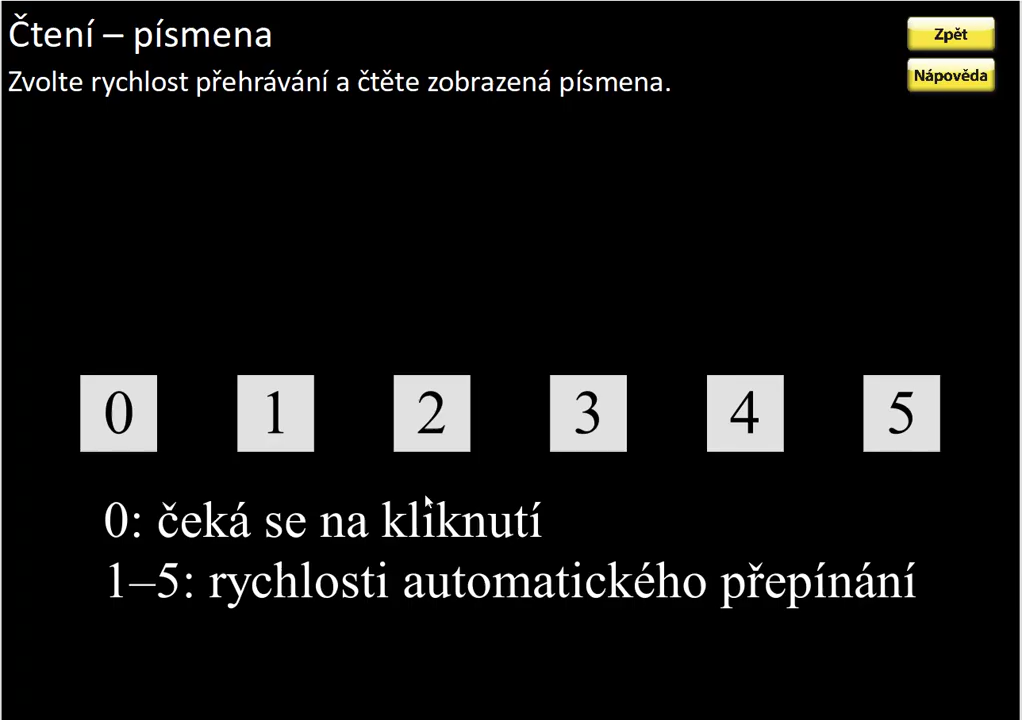 Čtení – písmena
Zpět
Zvolte rychlost přehrávání a čtěte zobrazená písmena.
Nápověda
0 1 2 3 4 5
0: čeká se na kliknutí
1–5: rychlosti automatického přepínání